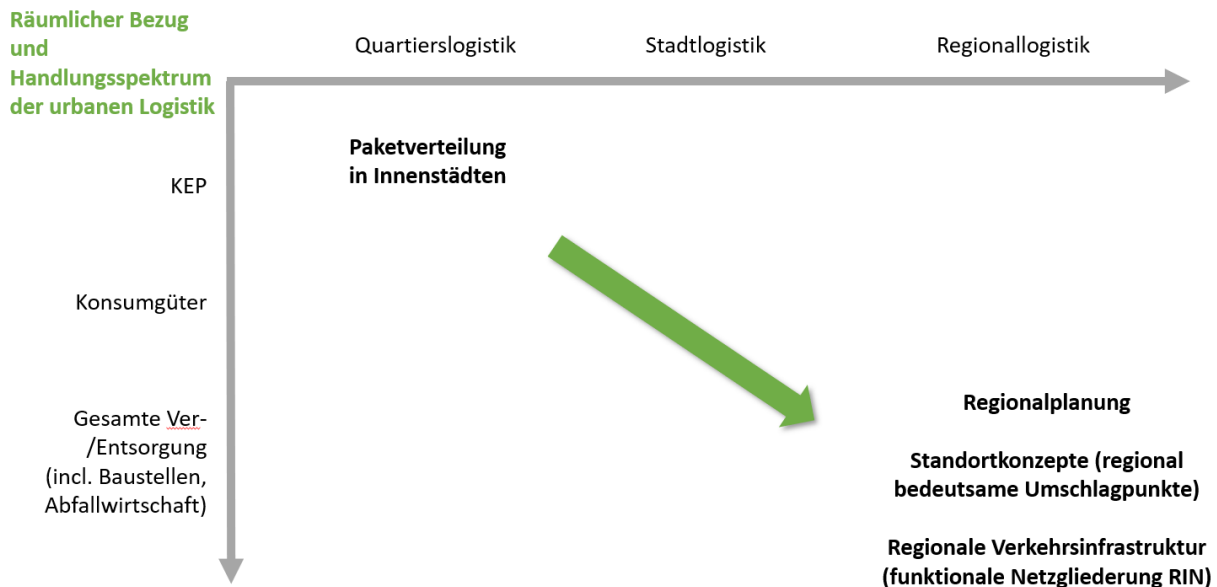 Räumlicher Bezug
und
Handlungsspektrum
der urbanen Logistik
Quartierslogistik
Stadtlogistik
Regionallogistik
KEP
Paketverteilung
in Innenstädten
Konsumgüter
Gesamte Ver-
/Entsorgung
(incl. Baustellen,
Abfallwirtschaft)
Regionalplanung
Standortkonzepte (regional
bedeutsame Umschlagpunkte)
Regionale Verkehrsinfrastruktur
(funktionale Netzgliederung RIN)